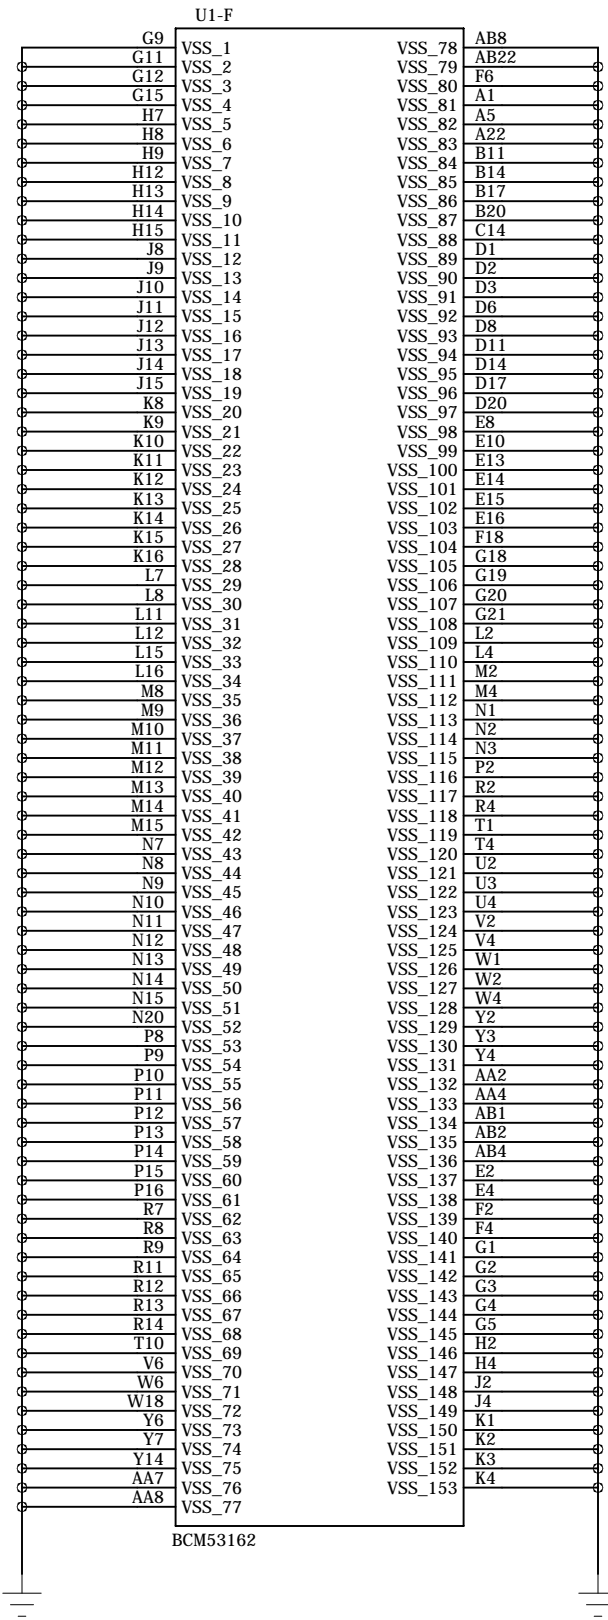 U1-F
G9 VSS_1 VSS_78 AB8
G11 VSS_2 VSS_79 AB22
G12 VSS_3 VSS_80 F6
G15 VSS_4 VSS_81 A1
H7 VSS_5 VSS_82 A5
H8 VSS_6 VSS_83 A22
H9 VSS_7 VSS_84 B11
H12 VSS_8 VSS_85 B14
H13 VSS_9 VSS_86 B17
H14 VSS_10 VSS_87 B20
H15 VSS_11 VSS_88 C14
J8 VSS_12 VSS_89 D1
J9 VSS_13 VSS_90 D2
J10 VSS_14 VSS_91 D3
J11 VSS_15 VSS_92 D6
J12 VSS_16 VSS_93 D8
J13 VSS_17 VSS_94 D11
J14 VSS_18 VSS_95 D14
J15 VSS_19 VSS_96 D17
K8 VSS_20 VSS_97 D20
K9 VSS_21 VSS_98 E8
K10 VSS_22 VSS_99 E10
K11 VSS_23 VSS_100 E13
K12 VSS_24 VSS_101 E14
K13 VSS_25 VSS_102 E15
K14 VSS_26 VSS_103 E16
K15 VSS_27 VSS_104 F18
K16 VSS_28 VSS_105 G18
L7 VSS_29 VSS_106 G19
L8 VSS_30 VSS_107 G20
L11 VSS_31 VSS_108 G21
L12 VSS_32 VSS_109 L2
L15 VSS_33 VSS_110 L4
L16 VSS_34 VSS_111 M2
M8 VSS_35 VSS_112 M4
M9 VSS_36 VSS_113 N1
M10 VSS_37 VSS_114 N2
M11 VSS_38 VSS_115 N3
M12 VSS_39 VSS_116 P2
M13 VSS_40 VSS_117 R2
M14 VSS_41 VSS_118 R4
M15 VSS_42 VSS_119 T1
N7 VSS_43 VSS_120 T4
N8 VSS_44 VSS_121 U2
N9 VSS_45 VSS_122 U3
N10 VSS_46 VSS_123 U4
N11 VSS_47 VSS_124 V2
N12 VSS_48 VSS_125 V4
N13 VSS_49 VSS_126 W1
N14 VSS_50 VSS_127 W2
N15 VSS_51 VSS_128 W4
N20 VSS_52 VSS_129 Y2
P8 VSS_53 VSS_130 Y3
P9 VSS_54 VSS_131 Y4
P10 VSS_55 VSS_132 AA2
P11 VSS_56 VSS_133 AA4
P12 VSS_57 VSS_134 AB1
P13 VSS_58 VSS_135 AB2
P14 VSS_59 VSS_136 AB4
P15 VSS_60 VSS_137 E2
P16 VSS_61 VSS_138 E4
R7 VSS_62 VSS_139 F2
R8 VSS_63 VSS_140 F4
R9 VSS_64 VSS_141 G1
R11 VSS_65 VSS_142 G2
R12 VSS_66 VSS_143 G3
R13 VSS_67 VSS_144 G4
R14 VSS_68 VSS_145 G5
T10 VSS_69 VSS_146 H2
V6 VSS_70 VSS_147 H4
W6 VSS_71 VSS_148 J2
W18 VSS_72 VSS_149 J4
Y6 VSS_73 VSS_150 K1
Y7 VSS_74 VSS_151 K2
Y14 VSS_75 VSS_152 K3
AA7 VSS_76 VSS_153 K4
AA8 VSS_77
BCM53162